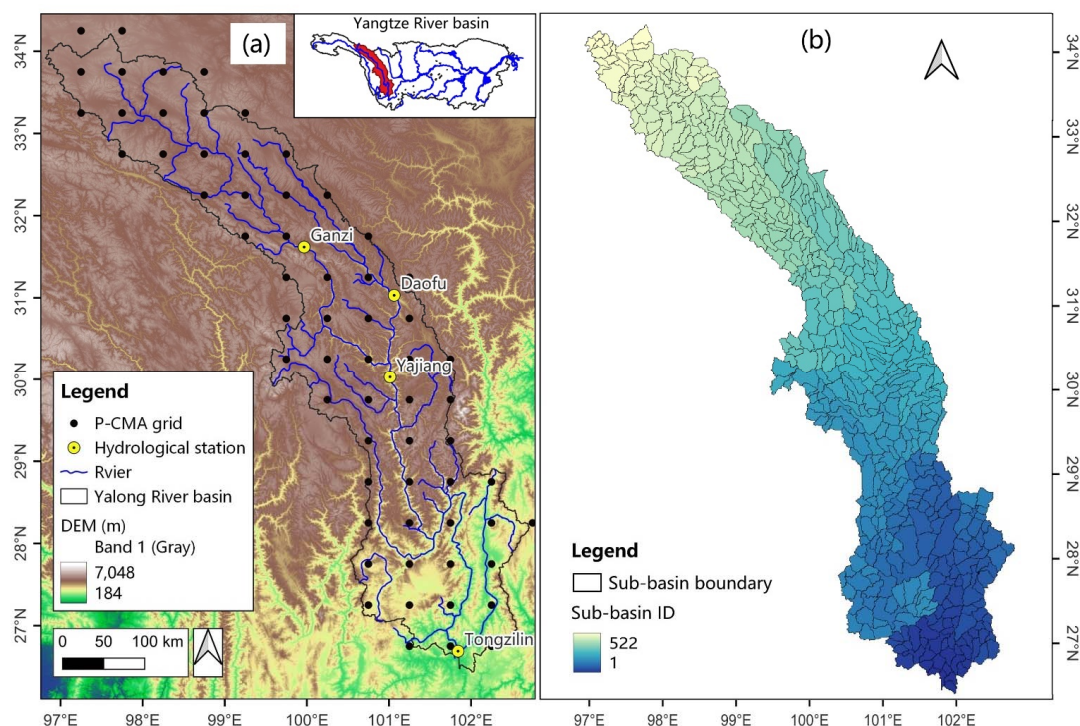 (a)
Yangtze River basin
34°N
33°N
32°N
31°N
30°N
29°N
28°N
27°N
Ganzi
Daofu
Yajiang
Tongzilin
Legend
P-CMA grid
Hydrological station
Rvier
Yalong River basin
DEM (m)
Band 1 (Gray)
7,048
184
0 50 100 km
97°E 98°E 99°E 100°E 101°E 102°E
(b)
34°N
33°N
32°N
31°N
30°N
29°N
28°N
27°N
Legend
Sub-basin boundary
Sub-basin ID
522
1
97°E 98°E 99°E 100°E 101°E 102°E